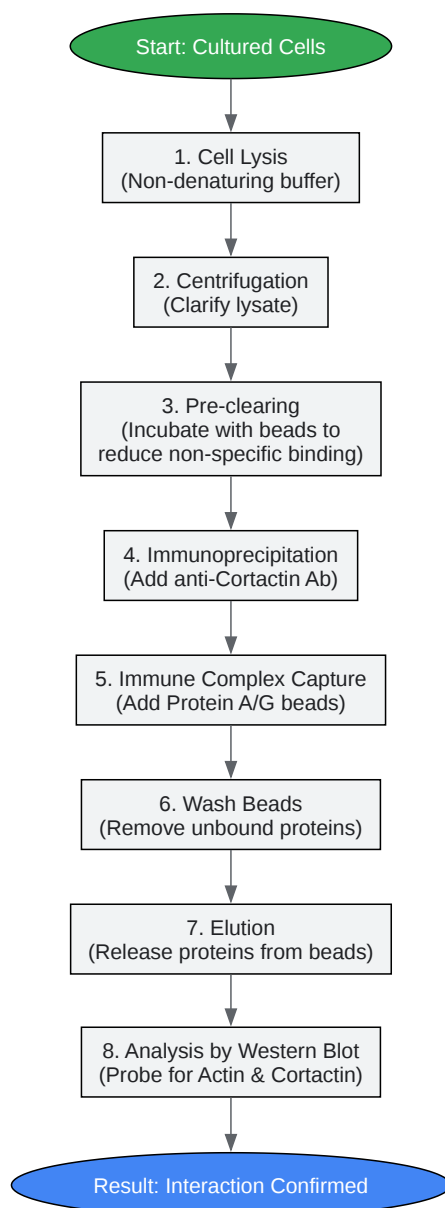 Start: Cultured Cells
1. Cell Lysis
(Non-denaturing buffer)
2. Centrifugation
(Clarify lysate)
3. Pre-clearing
(Incubate with beads to
reduce non-specific binding)
4. Immunoprecipitation
(Add anti-Cortactin Ab)
5. Immune Complex Capture
(Add Protein A/G beads)
6. Wash Beads
(Remove unbound proteins)
7. Elution
(Release proteins from beads)
8. Analysis by Western Blot
(Probe for Actin & Cortactin)
Result: Interaction Confirmed